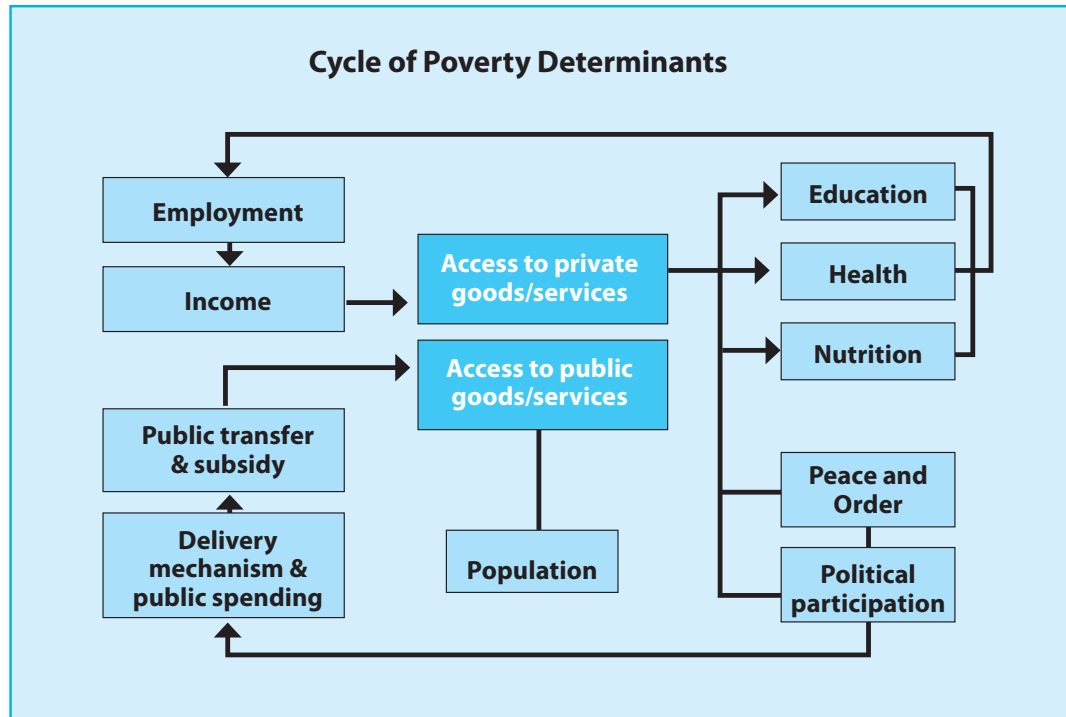 Cycle of Poverty Determinants
Employment
Income
Access to private
goods/services
Education
Health
Nutrition
Access to public
goods/services
Public transfer
& subsidy
Delivery
mechanism &
public spending
Population
Peace and
Order
Political
participation